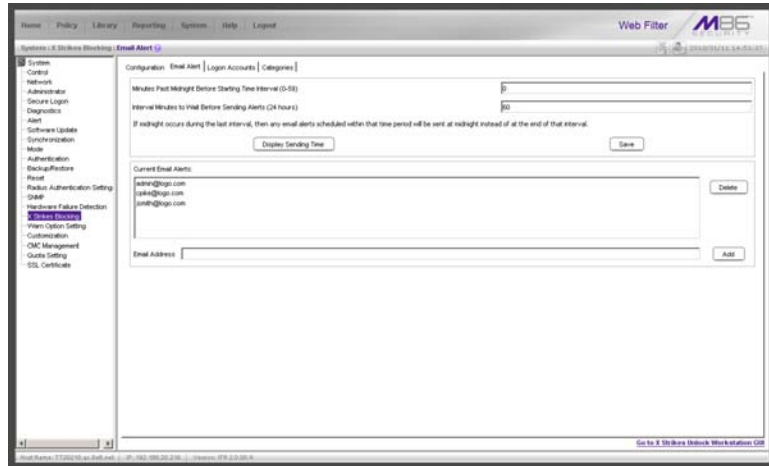 Home Policy Library Reporting System Help Logout
Web Filter M86 SECURITY
System : X Strikes Blocking : Email Alert
System
Control
Network
Administrator
Secure Logon
Diagnostics
Alert
Software Update
Synchronization
Mode
Authentication
Backup/Restore
Reset
Radius Authentication Setting
SNMP
Hardware Failure Detection
X Strikes Blocking
Warn Option Setting
Customization
CMC Management
Quota Setting
SSL Certificate
Configuration Email Alert Logon Accounts Categories
Minutes Past Midnight Before Starting Time Interval (0-59) 0
Interval Minutes to Wait Before Sending Alerts (24 hours) 60
If midnight occurs during the last interval, then any email alerts scheduled within that time period will be sent at midnight instead of at the end of that interval.
Display Sending Time Save
Current Email Alerts:
admin@logo.com
cpike@logo.com
jsmith@logo.com
Delete
Email Address Add
Go to X Strikes Unlock Workstation GUI
Host Name: IP: Version: